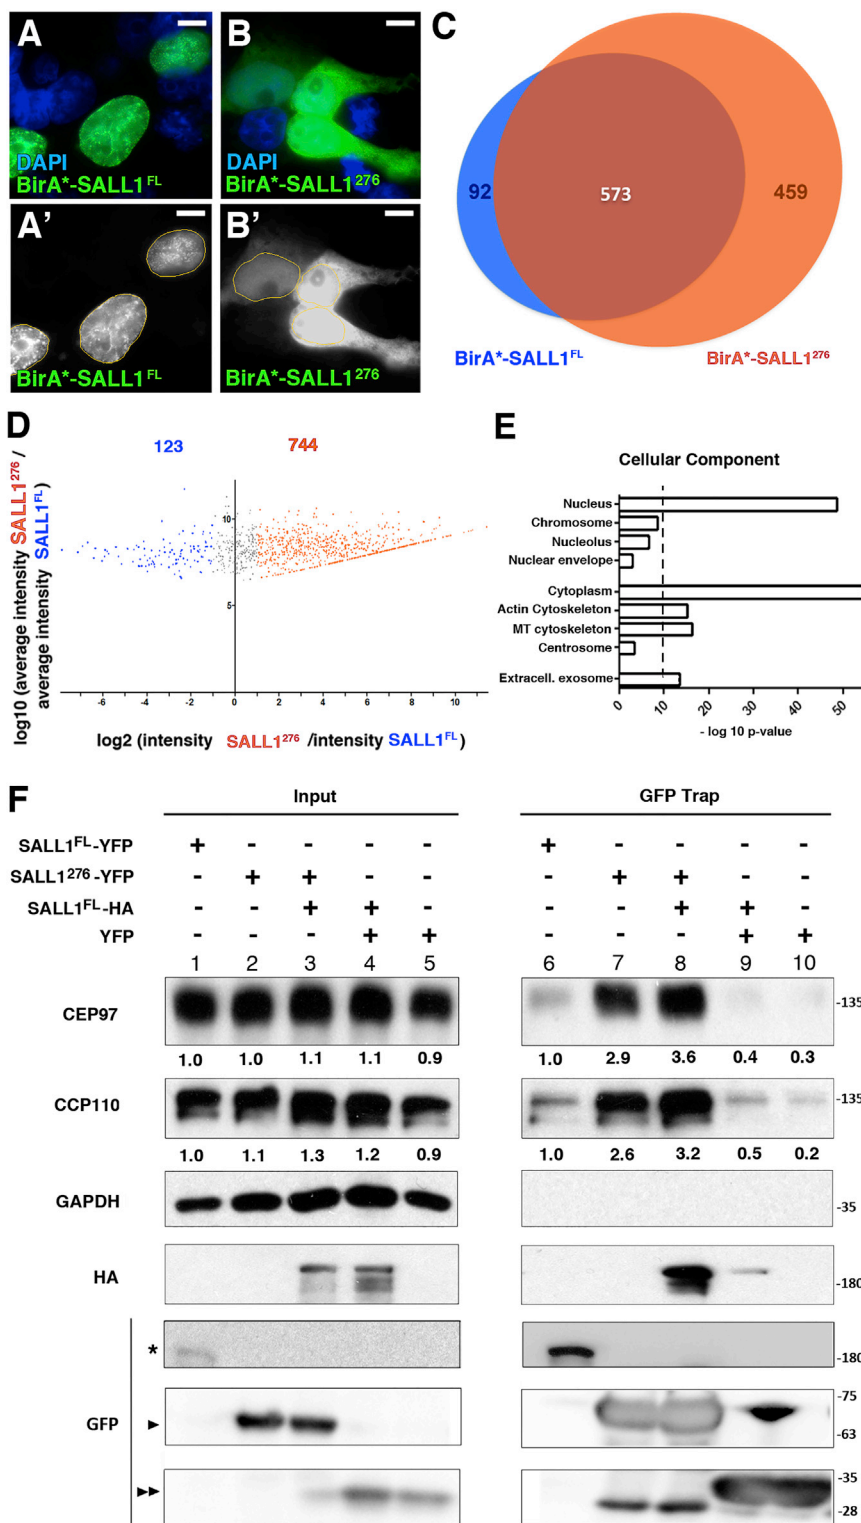 A
DAPI
BirA*-SALL1FL
B
BirA*-SALL1276
A'
BirA*-SALL1FL
B'
BirA*-SALL1276
C
92
573
459
BirA*-SALL1FL
BirA*-SALL1276
D
123
744
log10 (average intensity SALL1276 /
average intensity SALL1FL)
10
5
0
-6 -4 -2 0 2 4 6 8 10
log2 (intensity SALL1276 /intensity SALL1FL)
E
Cellular Component
Nucleus
Chromosome
Nucleolus
Nuclear envelope
Cytoplasm
Actin Cytoskeleton
MT cytoskeleton
Centrosome
Extracell. exosome
0 10 20 30 40 50
- log 10 p-value
F
Input GFP Trap
SALL1FL-YFP + - - - - + - - - -
SALL1276-YFP - + + - - - + + - -
SALL1FL-HA - - + + - - - + + -
YFP - - - + + - - - + +
1 2 3 4 5 6 7 8 9 10
CEP97 -135
1.0 1.0 1.1 1.1 0.9 1.0 2.9 3.6 0.4 0.3
CCP110 -135
1.0 1.1 1.3 1.2 0.9 1.0 2.6 3.2 0.5 0.2
GAPDH -35
HA -180
* -180
GFP ► -75
-63
►► -35
-28